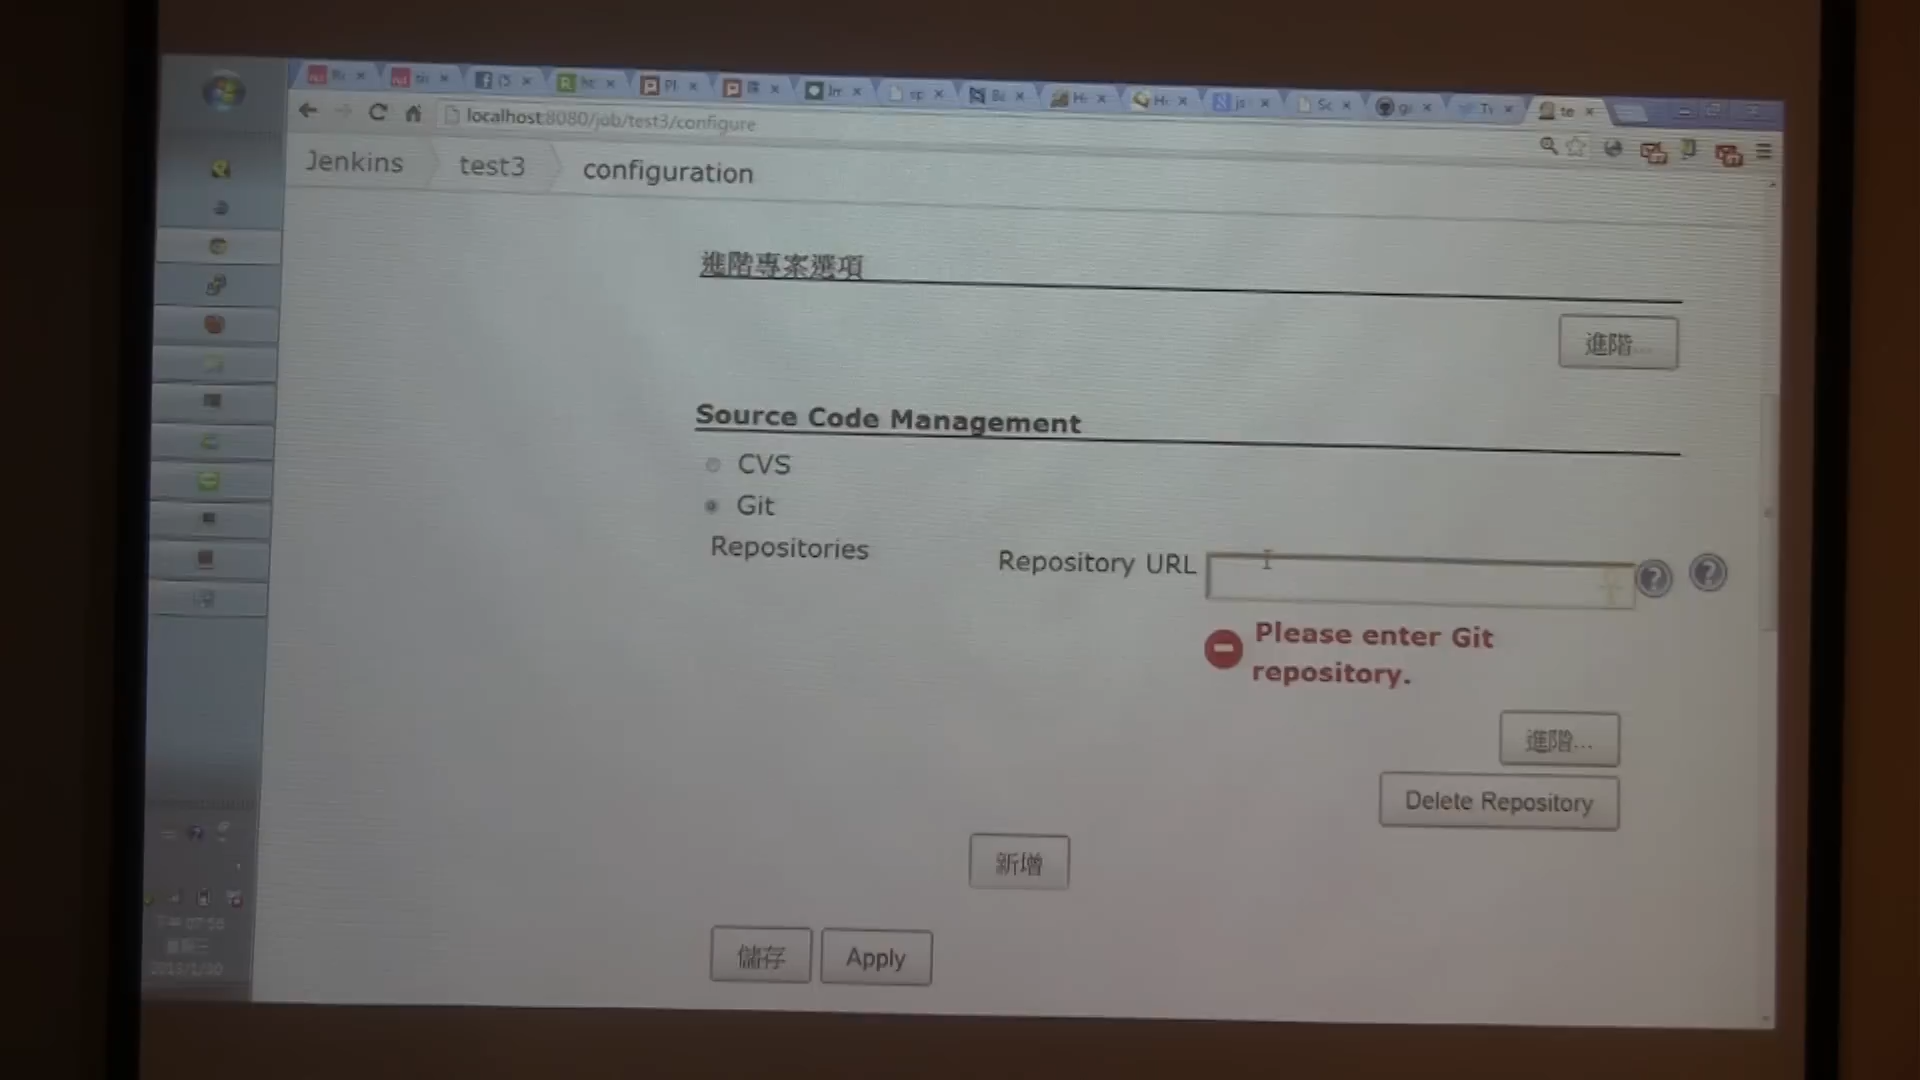 localhost:8080/job/test3/configure
Jenkins
test3
configuration
進階專案選項
進階...
Source Code Management
CVS
Git
Repositories
Repository URL
Please enter Git
repository.
進階...
Delete Repository
新增
儲存
Apply